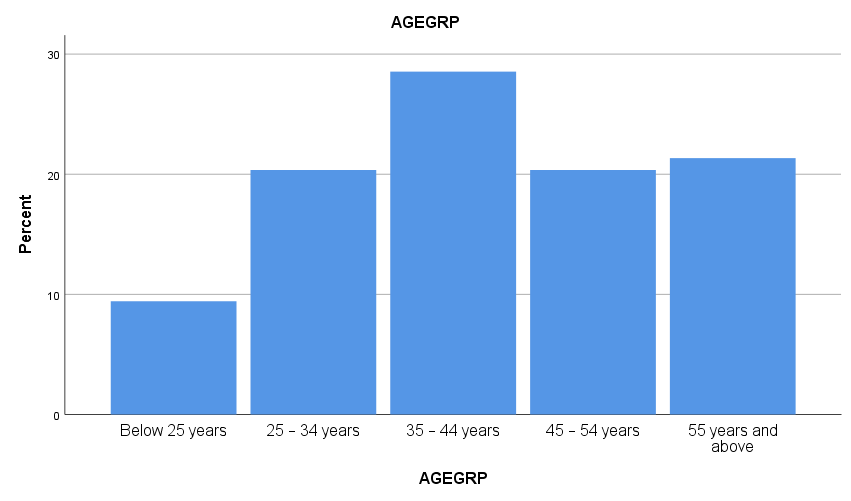 AGEGRP
30
20
10
0
Percent
Below 25 years
25 – 34 years
35 – 44 years
45 – 54 years
55 years and
above
AGEGRP